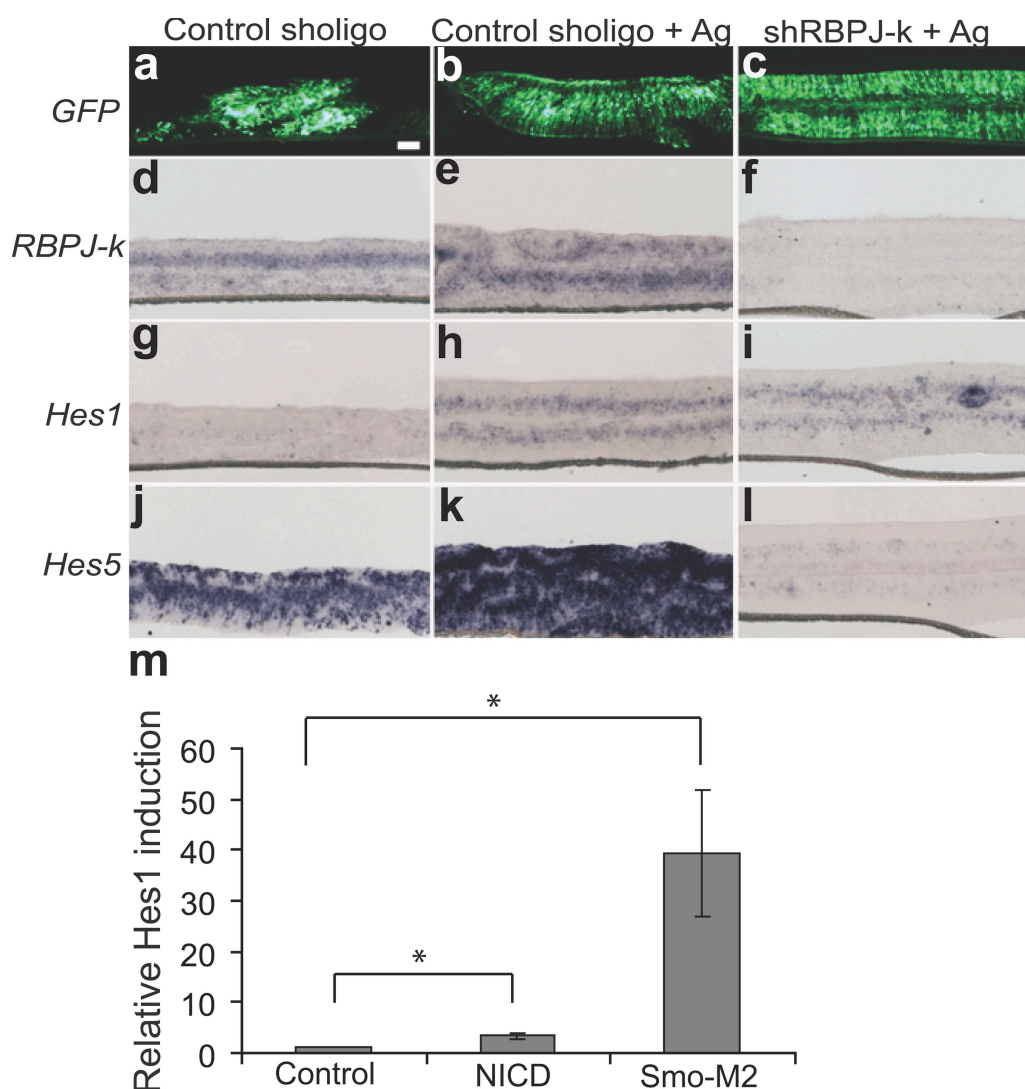 Control sholigo Control sholigo + Ag shRBPJ-k + Ag
a b c
GFP
d e f
RBPJ-k
g h i
Hes1
j k l
Hes5
m
*
Relative Hes1 induction
60
50
40
30
20
*
10
0
Control NICD Smo-M2